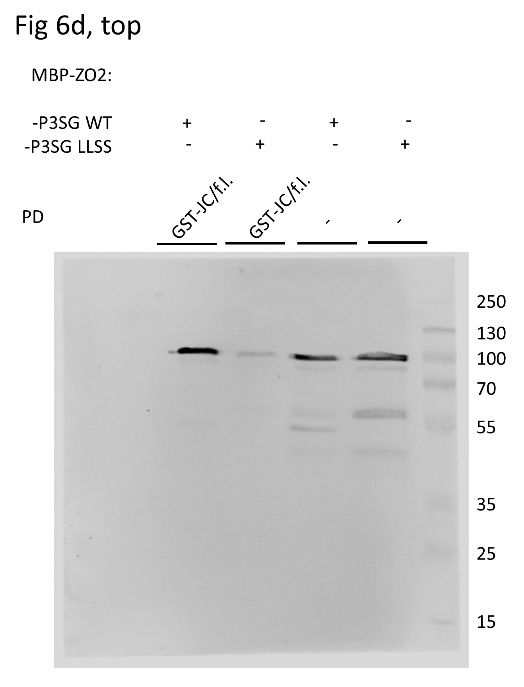 Fig 6d, top
MBP-ZO2:
-P3SG WT + - + -
-P3SG LLSS - + - +
PD GST-JC/f.l. GST-JC/f.l. - -
250
130
100
70
55
35
25
15